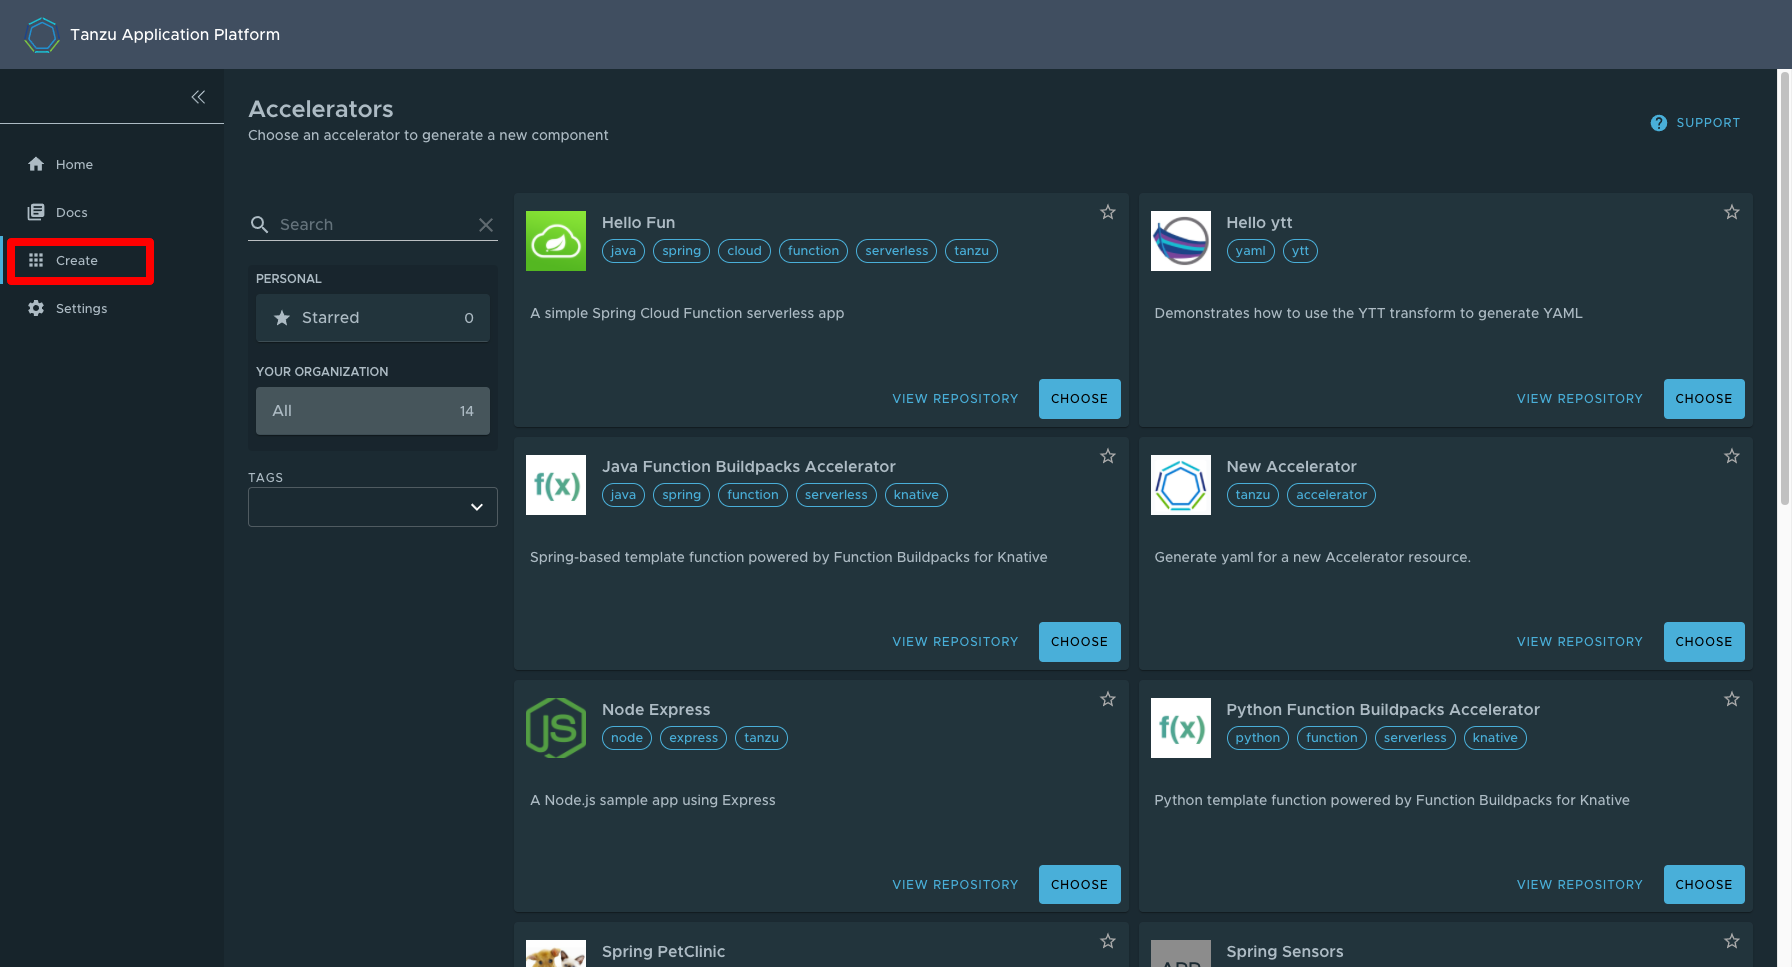 Tanzu Application Platform
Home
Docs
Create
Settings
Accelerators
Choose an accelerator to generate a new component
SUPPORT
Search
PERSONAL
Starred 0
YOUR ORGANIZATION
All 14
TAGS
Hello Fun
java spring cloud function serverless tanzu
A simple Spring Cloud Function serverless app
VIEW REPOSITORY CHOOSE
Hello ytt
yaml ytt
Demonstrates how to use the YTT transform to generate YAML
VIEW REPOSITORY CHOOSE
f(x)
Java Function Buildpacks Accelerator
java spring function serverless knative
Spring-based template function powered by Function Buildpacks for Knative
VIEW REPOSITORY CHOOSE
New Accelerator
tanzu accelerator
Generate yaml for a new Accelerator resource.
VIEW REPOSITORY CHOOSE
JS
Node Express
node express tanzu
A Node.js sample app using Express
VIEW REPOSITORY CHOOSE
f(x)
Python Function Buildpacks Accelerator
python function serverless knative
Python template function powered by Function Buildpacks for Knative
VIEW REPOSITORY CHOOSE
Spring PetClinic
APP
Spring Sensors